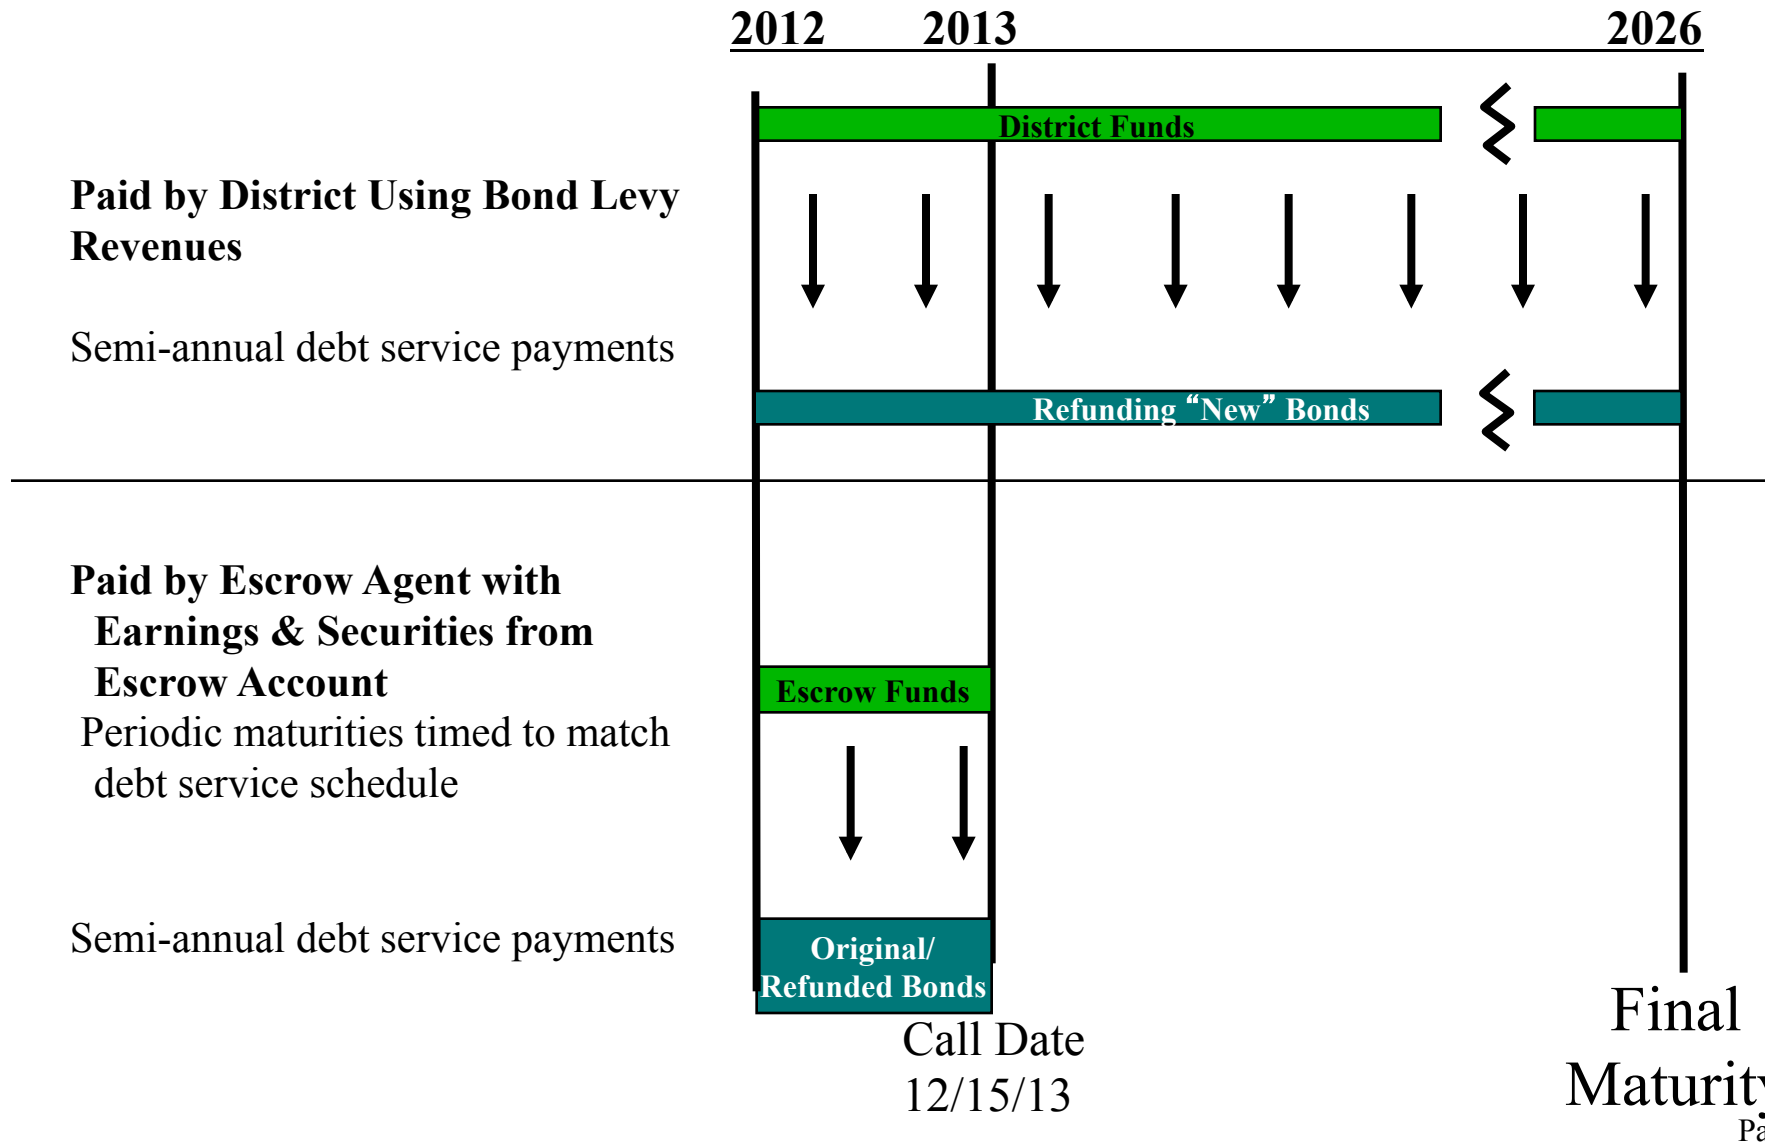 2012 2013 2026
District Funds
Paid by District Using Bond Levy
Revenues
Semi-annual debt service payments
Refunding “New” Bonds
Paid by Escrow Agent with
Earnings & Securities from
Escrow Account
Escrow Funds
Periodic maturities timed to match
debt service schedule
Semi-annual debt service payments
Original/
Refunded Bonds
Call Date
12/15/13
Final
Maturity
Pa